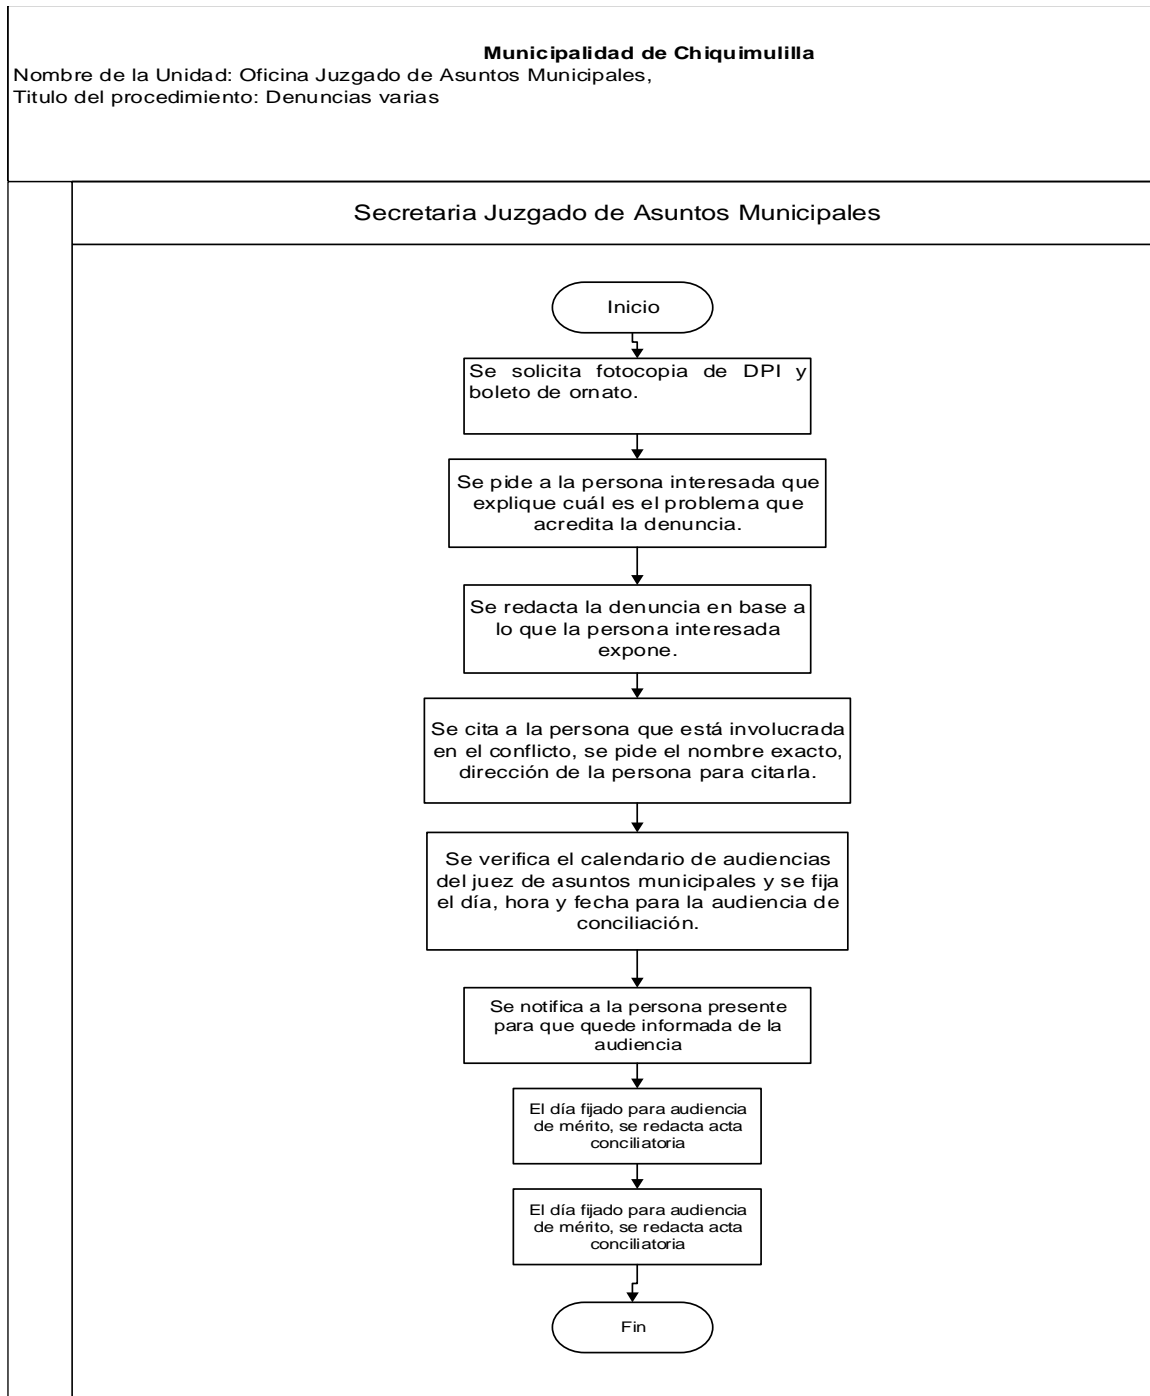 Municipalidad de Chiquimulilla
Nombre de la Unidad: Oficina Juzgado de Asuntos Municipales,
Titulo del procedimiento: Denuncias varias
Secretaria Juzgado de Asuntos Municipales
Inicio
Se solicita fotocopia de DPI y
boleto de ornato.
Se pide a la persona interesada que
explique cuál es el problema que
acredita la denuncia.
Se redacta la denuncia en base a
lo que la persona interesada
expone.
Se cita a la persona que está involucrada
en el conflicto, se pide el nombre exacto,
dirección de la persona para citarla.
Se verifica el calendario de audiencias
del juez de asuntos municipales y se fija
el día, hora y fecha para la audiencia de
conciliación.
Se notifica a la persona presente
para que quede informada de la
audiencia
El día fijado para audiencia
de mérito, se redacta acta
conciliatoria
El día fijado para audiencia
de mérito, se redacta acta
conciliatoria
Fin